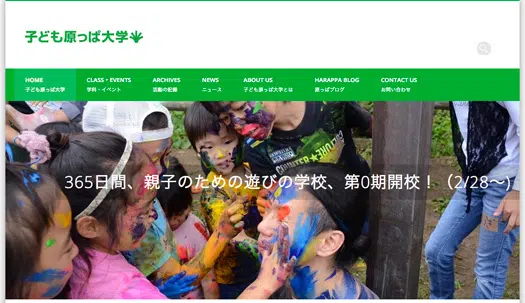 子ども原っぱ大学
HOME
子ども原っぱ大学
CLASS・EVENTS
学科・イベント
ARCHIVES
活動の記録
NEWS
ニュース
ABOUT US
子ども原っぱ大学とは
HARAPPA BLOG
原っぱブログ
CONTACT US
お問い合わせ
365日間、親子のための遊びの学校、第0期開校！（2/28〜)